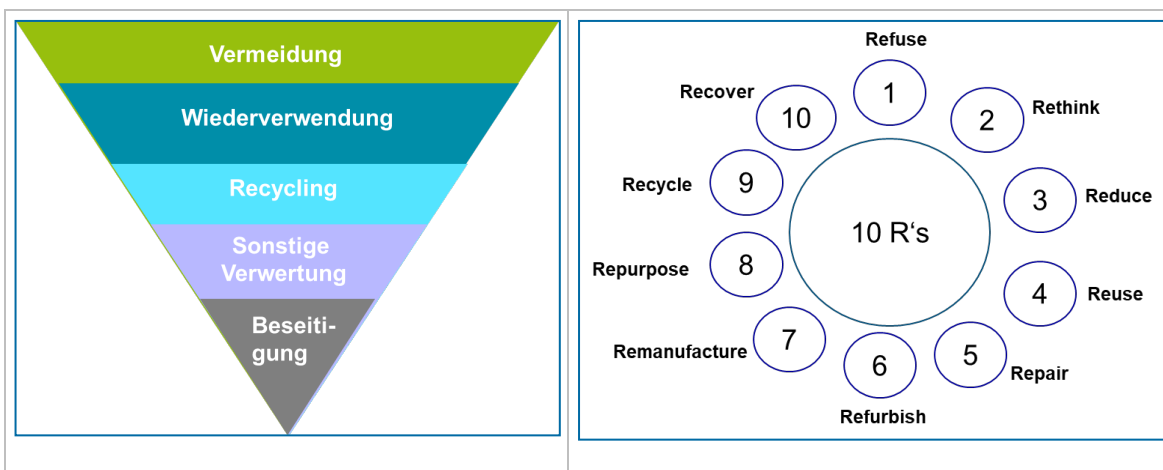 Vermeidung
Wiederverwendung
Recycling
Sonstige
Verwertung
Beseiti-
gung
10 R‘s
1
Refuse
2
Rethink
3
Reduce
4
Reuse
5
Repair
6
Refurbish
7
Remanufacture
8
Repurpose
9
Recycle
10
Recover